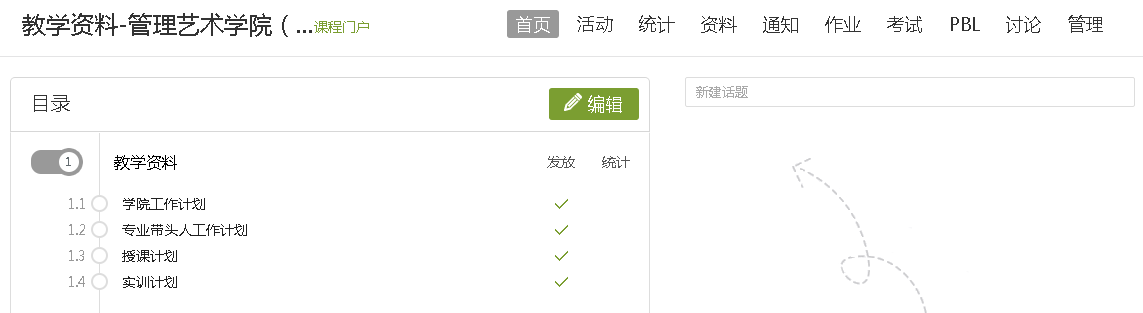 教学资料-管理艺术学院（...课程门户 首页 活动 统计 资料 通知 作业 考试 PBL 讨论 管理
目录 编辑
新建话题
1 教学资料 发放 统计
1.1 学院工作计划
1.2 专业带头人工作计划
1.3 授课计划
1.4 实训计划